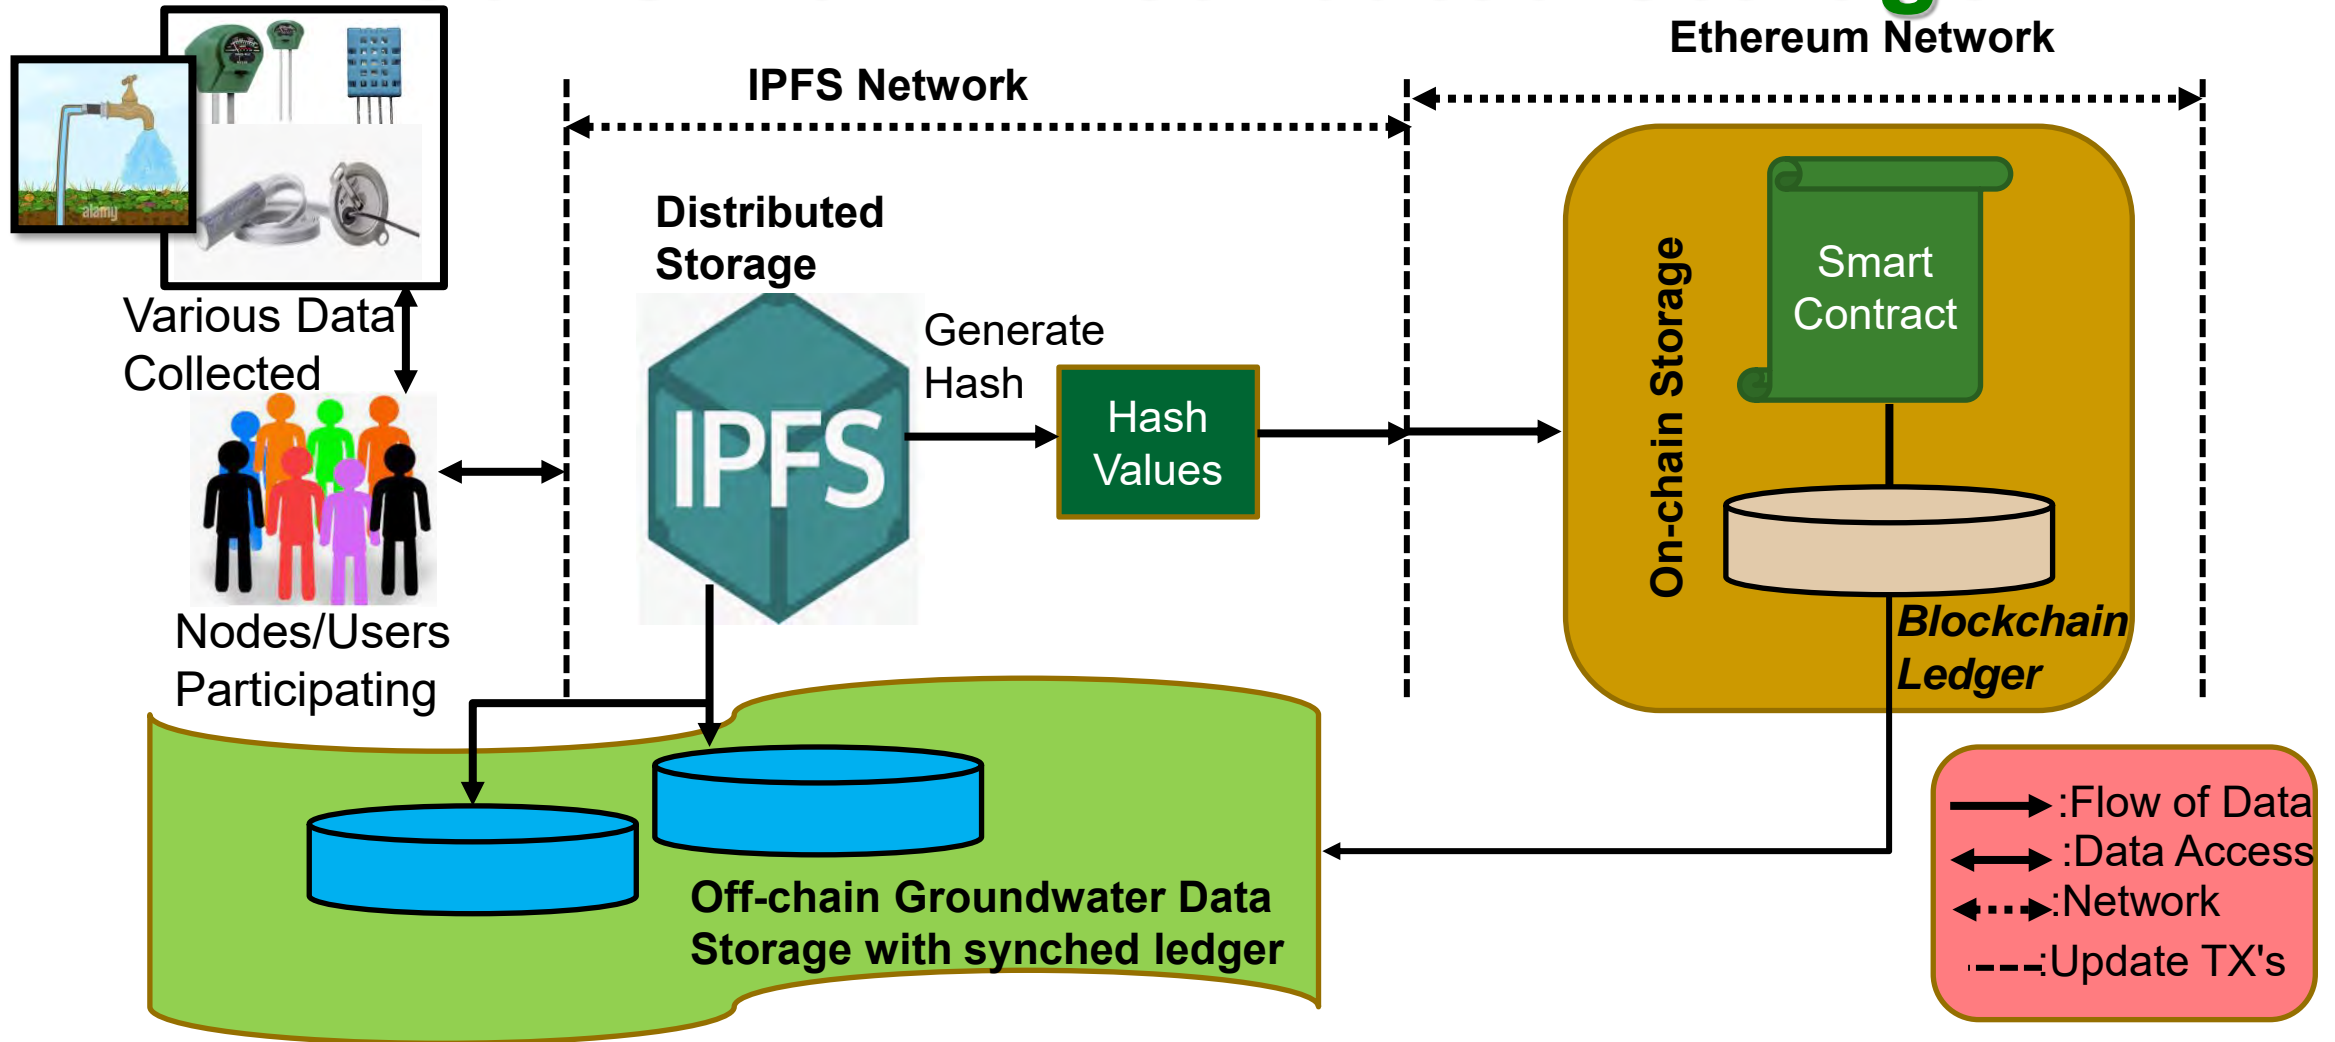 Ethereum Network
IPFS Network
alamy
Various Data
Collected
Nodes/Users
Participating
Distributed
Storage
IPFS
Generate
Hash
Hash
Values
On-chain Storage
Smart
Contract
Blockchain
Ledger
Off-chain Groundwater Data
Storage with synched ledger
:Flow of Data
:Data Access
:Network
:Update TX's